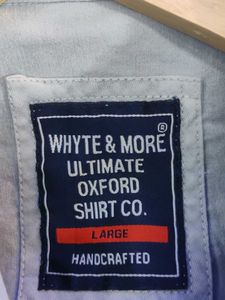 WHYTE & MORE®
ULTIMATE
OXFORD
SHIRT CO.
LARGE
HANDCRAFTED